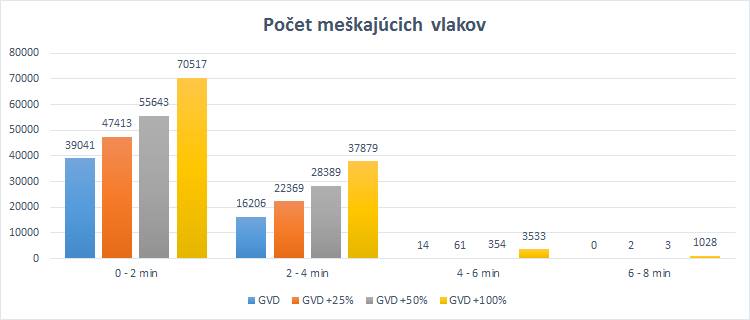 Počet meškajúcich vlakov
80000
70000
60000
50000
40000
30000
20000
10000
0
39041
47413
55643
70517
16206
22369
28389
37879
14
61
354
3533
0
2
3
1028
0 - 2 min
2 - 4 min
4 - 6 min
6 - 8 min
GVD
GVD +25%
GVD +50%
GVD +100%